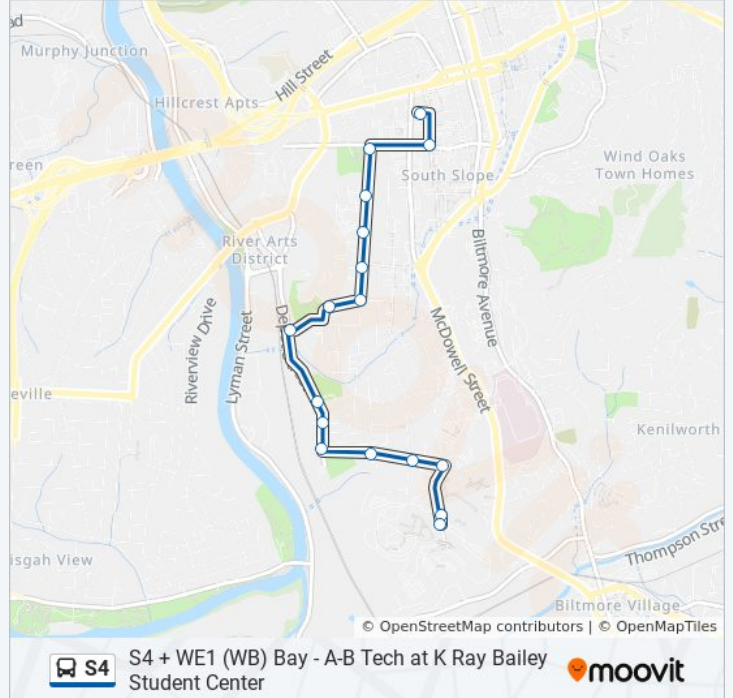 ad
Murphy Junction
Hill Street
Hillcrest Apts
reen
Wind Oaks
Town Homes
South Slope
River Arts
District
Biltmore Avenue
De
Riverview Drive
Lyman Street
McDowell Street
eville
Kenilworth
isgah View
Thompson Stre
Biltmore Village
© OpenStreetMap contributors | © OpenMapTiles
S4
S4 + WE1 (WB) Bay - A-B Tech at K Ray Bailey
Student Center
moovit